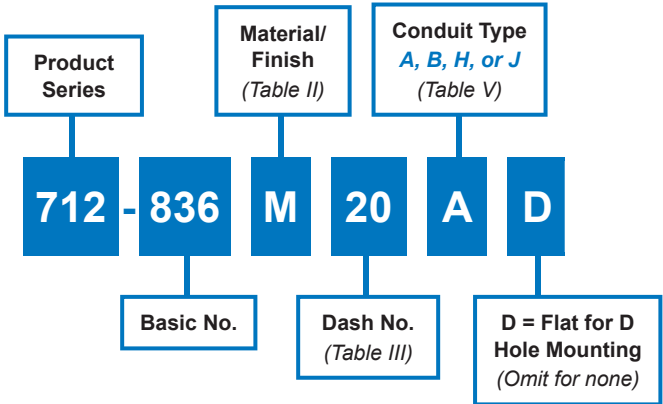 Product
Series
Material/
Finish
(Table II)
Conduit Type
A, B, H, or J
(Table V)
712 - 836 M 20 A D
Basic No.
Dash No.
(Table III)
D = Flat for D
Hole Mounting
(Omit for none)